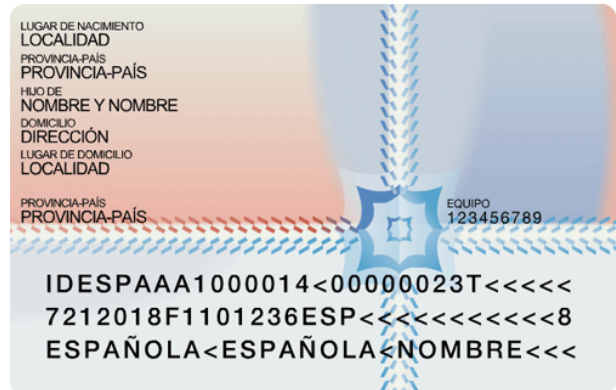 LUGAR DE NACIMIENTO
LOCALIDAD
PROVINCIA-PAÍS
PROVINCIA-PAÍS
HIJO DE
NOMBRE Y NOMBRE
DOMICILIO
DIRECCIÓN
LUGAR DE DOMICILIO
LOCALIDAD
PROVINCIA-PAÍS
PROVINCIA-PAÍS
EQUIPO
123456789
IDESPAAA1000014<00000023T<<<<<
7212018F1101236ESP<<<<<<<<<<<8
ESPAÑOLA<ESPAÑOLA<NOMBRE<<<